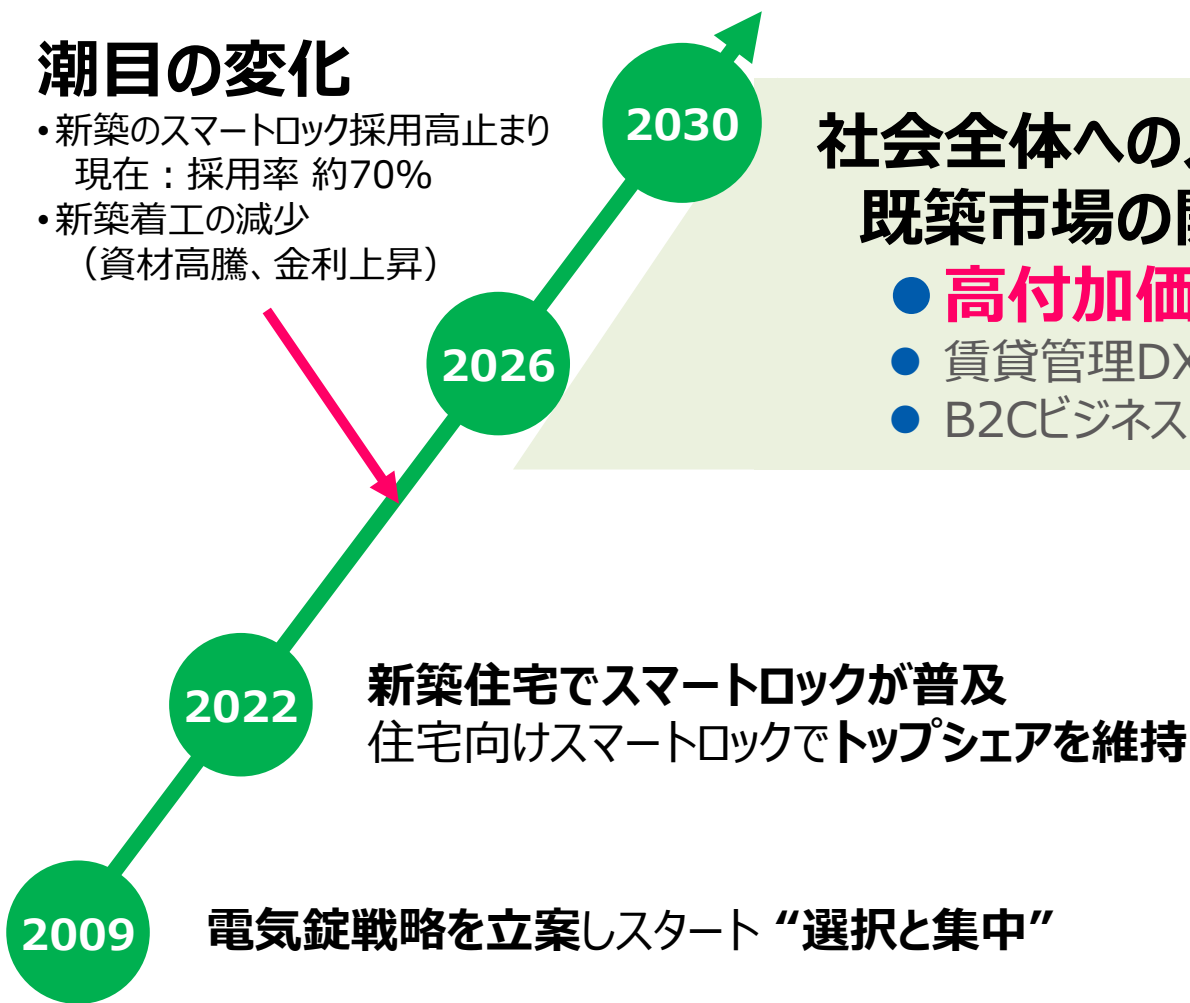 潮目の変化
•新築のスマートロック採用高止まり
現在：採用率 約70%
•新築着工の減少
（資材高騰、金利上昇）
2030
社会全体への
既築市場の
●高付加価
●賃貸管理DX
●B2Cビジネス
2026
2022
新築住宅でスマートロックが普及
住宅向けスマートロックでトップシェアを維持
2009
電気錠戦略を立案しスタート “選択と集中”